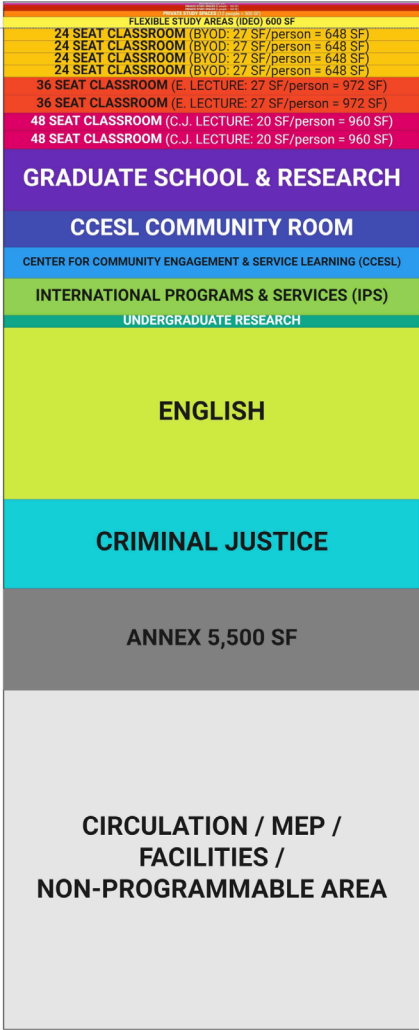 FLEXIBLE STUDY AREAS (IDEO) 600 SF
24 SEAT CLASSROOM (BYOD: 27 SF/person = 648 SF)
24 SEAT CLASSROOM (BYOD: 27 SF/person = 648 SF)
24 SEAT CLASSROOM (BYOD: 27 SF/person = 648 SF)
24 SEAT CLASSROOM (BYOD: 27 SF/person = 648 SF)
36 SEAT CLASSROOM (E. LECTURE: 27 SF/person = 972 SF)
36 SEAT CLASSROOM (E. LECTURE: 27 SF/person = 972 SF)
48 SEAT CLASSROOM (C.J. LECTURE: 20 SF/person = 960 SF)
48 SEAT CLASSROOM (C.J. LECTURE: 20 SF/person = 960 SF)
GRADUATE SCHOOL & RESEARCH
CCESL COMMUNITY ROOM
CENTER FOR COMMUNITY ENGAGEMENT & SERVICE LEARNING (CCESL)
INTERNATIONAL PROGRAMS & SERVICES (IPS)
UNDERGRADUATE RESEARCH
ENGLISH
CRIMINAL JUSTICE
ANNEX 5,500 SF
CIRCULATION / MEP /
FACILITIES /
NON-PROGRAMMABLE AREA